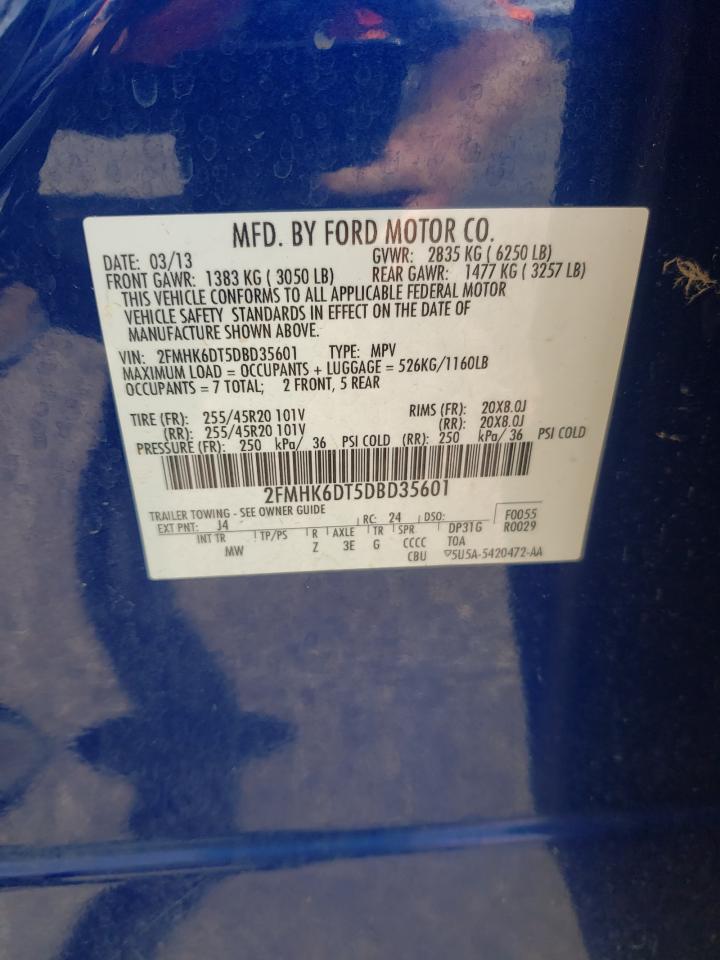 MFD. BY FORD MOTOR CO.
DATE: 03/13 GVWR: 2835 KG ( 6250 LB)
FRONT GAWR: 1383 KG ( 3050 LB) REAR GAWR: 1477 KG ( 3257 LB)
THIS VEHICLE CONFORMS TO ALL APPLICABLE FEDERAL MOTOR
VEHICLE SAFETY STANDARDS IN EFFECT ON THE DATE OF
MANUFACTURE SHOWN ABOVE.
VIN: 2FMHK6DT5DBD35601 TYPE: MPV
MAXIMUM LOAD = OCCUPANTS + LUGGAGE = 526KG/1160LB
OCCUPANTS = 7 TOTAL; 2 FRONT, 5 REAR
TIRE (FR): 255/45R20 101V RIMS (FR): 20X8.0J
(RR): 255/45R20 101V (RR): 20X8.0J
PRESSURE (FR): 250 kPa/ 36 PSI COLD (RR): 250 kPa/ 36 PSI COLD
2FMHK6DT5DBD35601
TRAILER TOWING - SEE OWNER GUIDE
EXT PNT: J4 RC: 24 DSO: F0055
INT TR TP/PS R AXLE TR SPR DP31G R0029
MW Z 3E G CCCC TOA
CBU ▽5U5A-5420472-AA